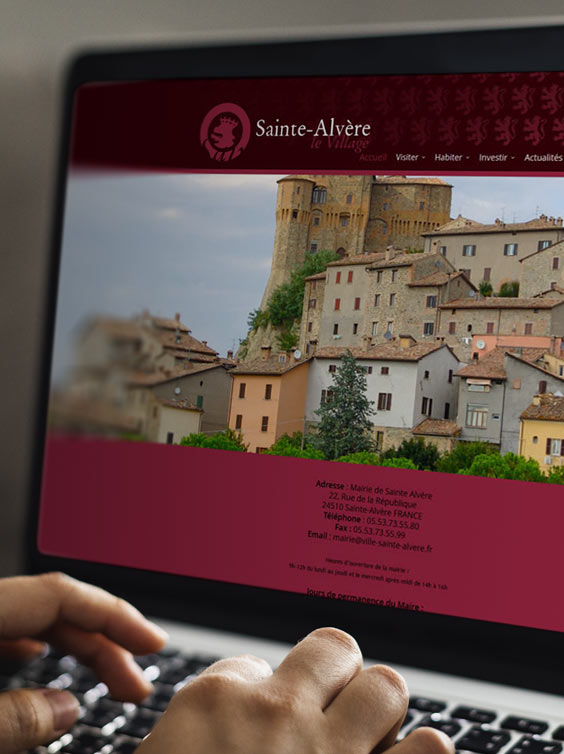 Sainte-Alvère
le Village
Accueil Visiter Habiter Investir Actualités
Adresse : Mairie de Sainte Alvère
22, Rue de la République
24510 Sainte-Alvère FRANCE
Téléphone : 05.53.73.55.80
Fax : 05.53.73.55.99
Email : mairie@ville-sainte-alvere.fr
Heures d'ouverture de la mairie :
9h-12h du lundi au jeudi et le mercredi après midi de 14h à 16h
Jours de permanence du Maire :